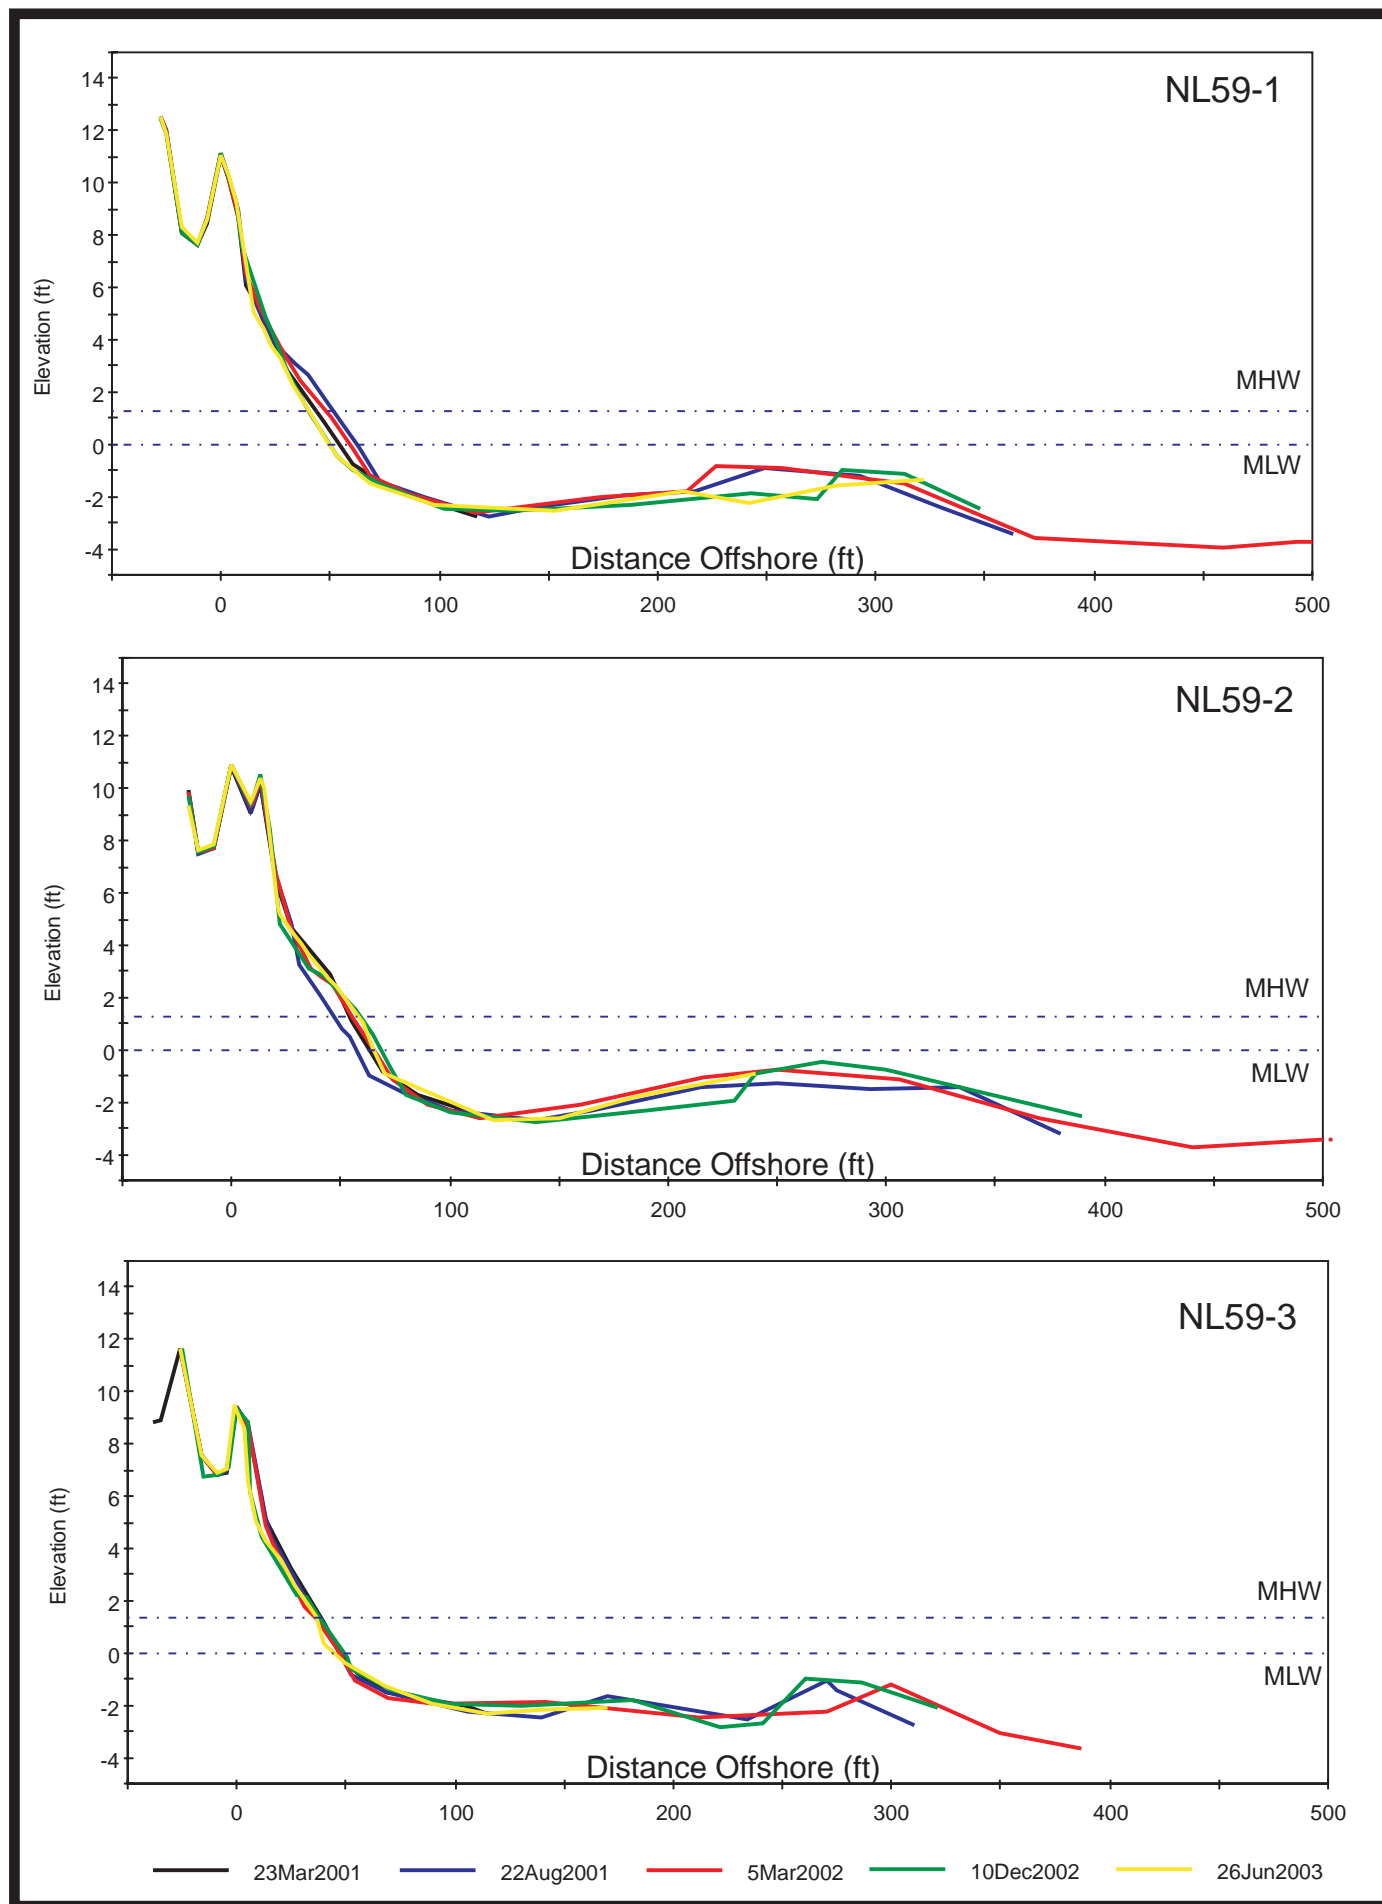 NL59-1
14
12
10
8
6
4
2
0
-2
-4
Elevation (ft)
MHW
MLW
Distance Offshore (ft)
0 100 200 300 400 500
NL59-2
14
12
10
8
6
4
2
0
-2
-4
Elevation (ft)
MHW
MLW
Distance Offshore (ft)
0 100 200 300 400 500
NL59-3
14
12
10
8
6
4
2
0
-2
-4
Elevation (ft)
MHW
MLW
Distance Offshore (ft)
0 100 200 300 400 500
23Mar2001 22Aug2001 5Mar2002 10Dec2002 26Jun2003